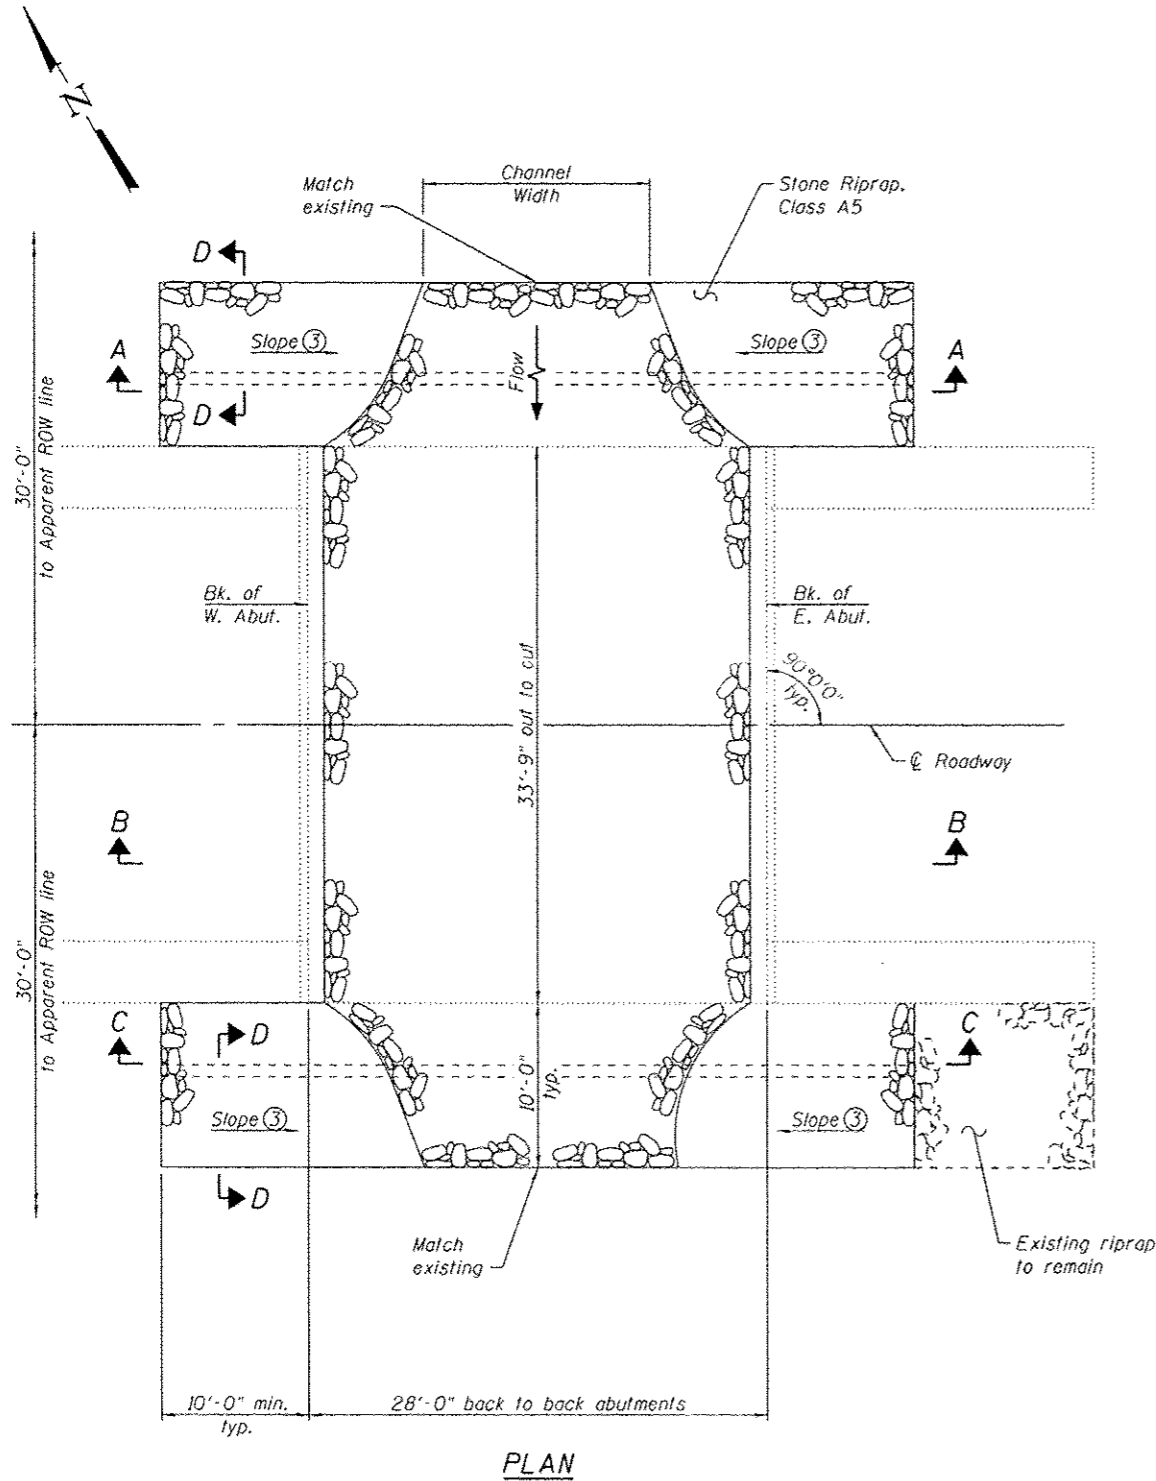 N
Channel
Width
Match
existing
Stone Riprap,
Class A5
D
A
Slope 3
Flow
Slope 3
A
D
30'-0"
to Apparent ROW line
Bk. of
W. Abut.
Bk. of
E. Abut.
90°0'0"
typ.
33'-9" out to cut
℄ Roadway
B
B
30'-0"
to Apparent ROW line
C
D
C
10'-0"
typ.
Slope 3
Slope 3
D
Match
existing
Existing riprap
to remain
10'-0" min.
typ.
28'-0" back to back abutments
PLAN